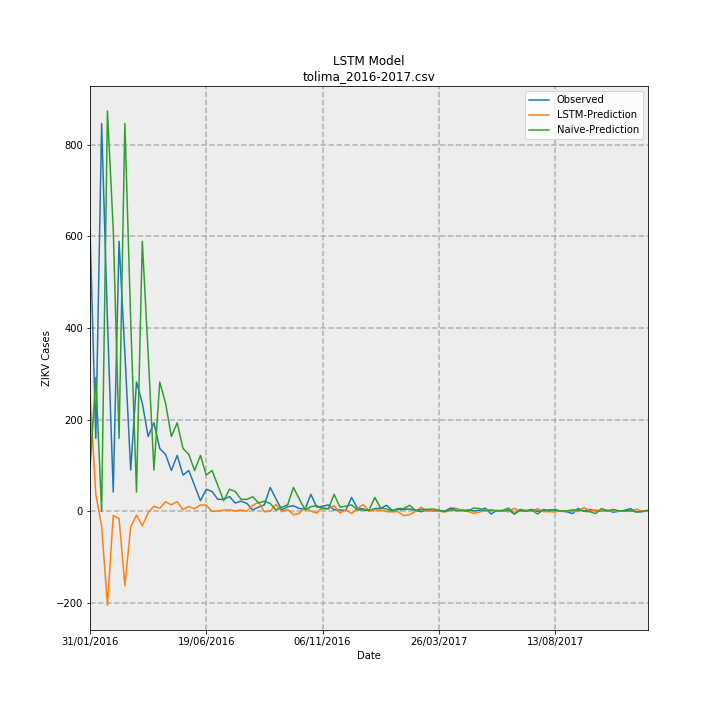 LSTM Model
tolima_2016-2017.csv
Observed
LSTM-Prediction
Naive-Prediction
ZIKV Cases
800
600
400
200
0
−200
31/01/2016
19/06/2016
06/11/2016
26/03/2017
13/08/2017
Date